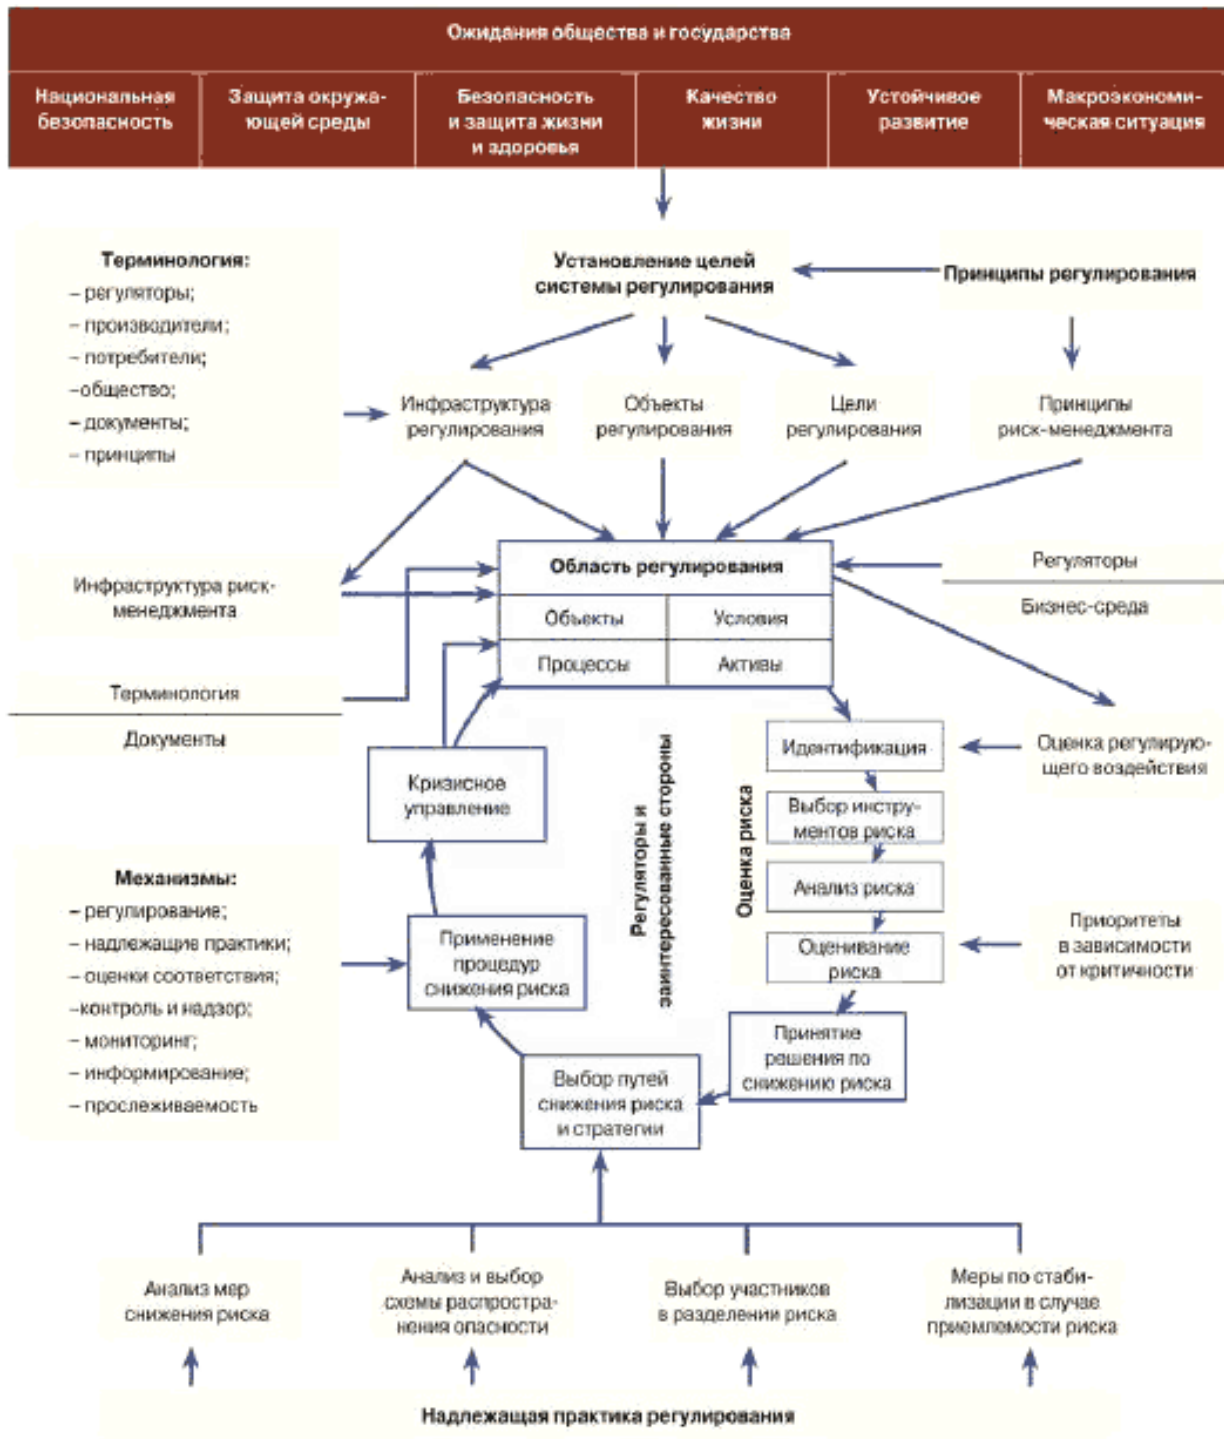 Ожидания общества и государства
Национальная
безопасность
Защита окружа-
ющей среды
Безопасность
и защита жизни
и здоровья
Качество
жизни
Устойчивое
развитие
Макроэкономи-
ческая ситуация
Терминология:
– регуляторы;
– производители;
– потребители;
–общество;
– документы;
– принципы
Установление целей
системы регулирования
Принципы регулирования
Инфраструктура
регулирования
Объекты
регулирования
Цели
регулирования
Принципы
риск-менеджмента
Инфраструктура риск-
менеджмента
Терминология
Документы
Область регулирования
Объекты
Условия
Процессы
Активы
Регуляторы
Бизнес-среда
Кризисное
управление
Регуляторы и
заинтересованные стороны
Оценка риска
Идентификация
Выбор инстру-
ментов риска
Анализ риска
Оценивание
риска
Оценка регулирую-
щего воздействия
Приоритеты
в зависимости
от критичности
Механизмы:
– регулирование;
– надлежащие практики;
– оценки соответствия;
–контроль и надзор;
– мониторинг;
– информирование;
– прослеживаемость
Применение
процедур
снижения риска
Принятие
решения по
снижению риска
Выбор путей
снижения риска
и стратегии
Анализ мер
снижения риска
Анализ и выбор
схемы распростра-
нения опасности
Выбор участников
в разделении риска
Меры по стаби-
лизации в случае
приемлемости риска
Надлежащая практика регулирования